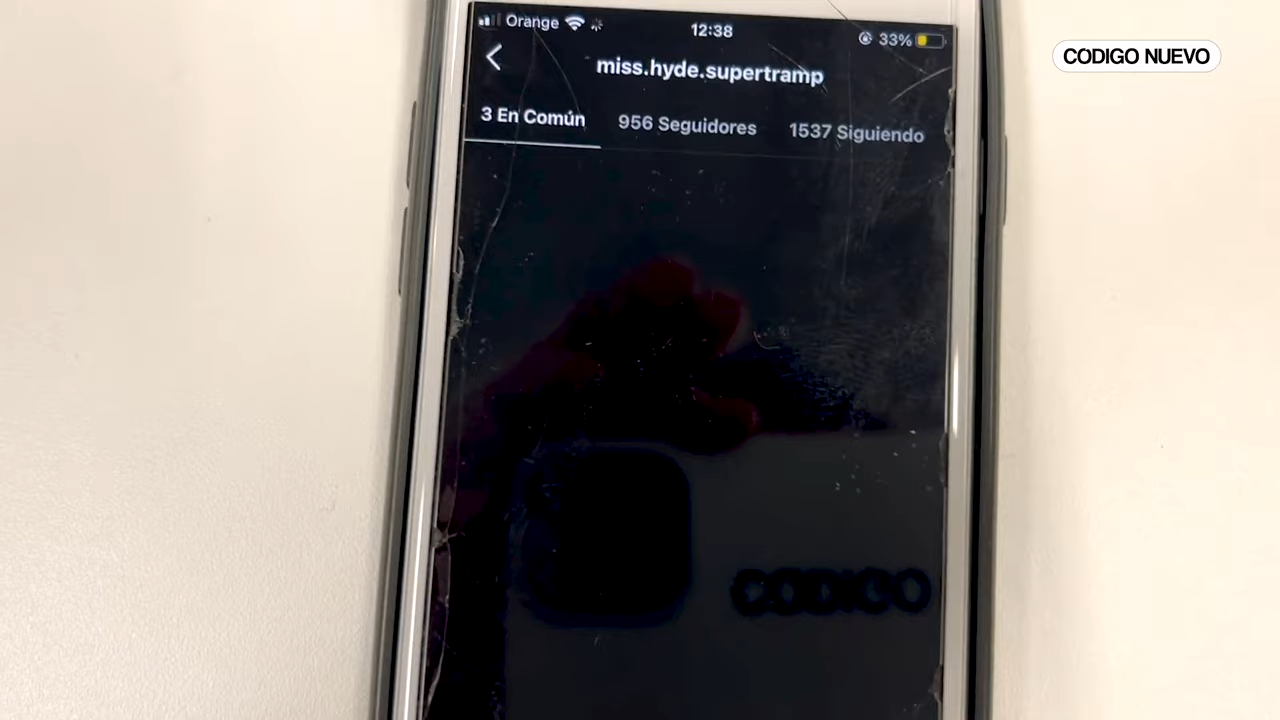 Orange 12:38 33%
CODIGO NUEVO
miss.hyde.supertramp
3 En Común 956 Seguidores 1537 Siguiendo
CODIGO